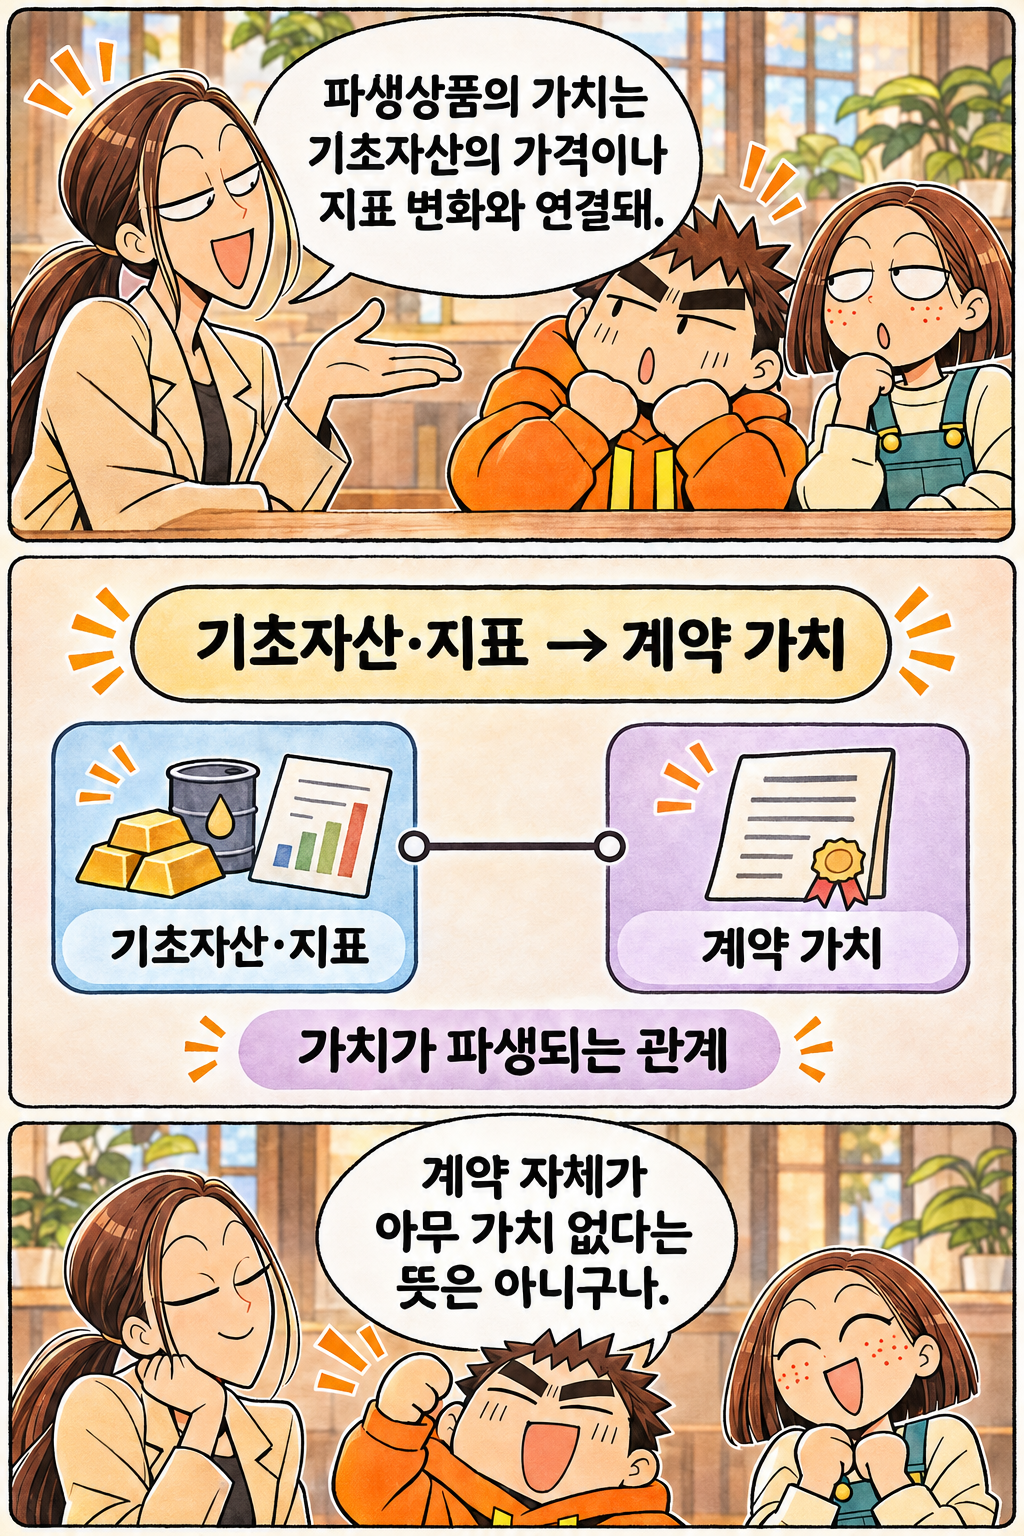 파생상품의 가치는
기초자산의 가격이나
지표 변화와 연결돼.
기초자산·지표 → 계약 가치
기초자산·지표
계약 가치
가치가 파생되는 관계
계약 자체가
아무 가치 없다는
뜻은 아니구나.